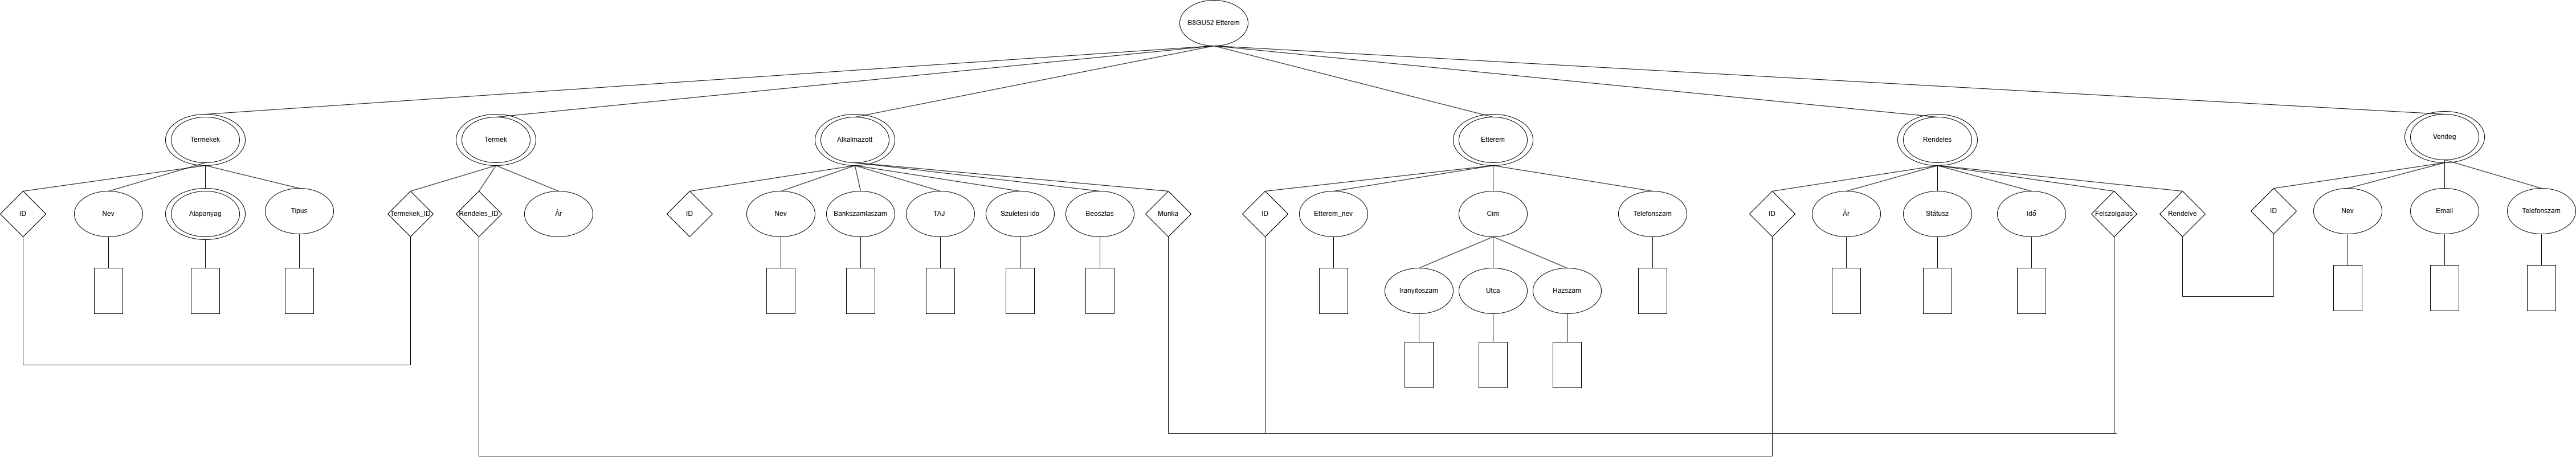 B8GU52 Etterem
Termekek
Termek
Alkalmazott
Etterem
Rendeles
Vendeg
ID
Nev
Alapanyag
Tipus
Termekek_ID
Rendeles_ID
Ár
ID
Nev
Bankszamlaszam
TAJ
Szuletesi ido
Beosztas
Munka
ID
Etterem_nev
Cim
Telefonszam
ID
Ár
Státusz
Idő
Felszolgalas
Rendelve
ID
Nev
Email
Telefonszam
Iranyitoszam
Utca
Hazszam